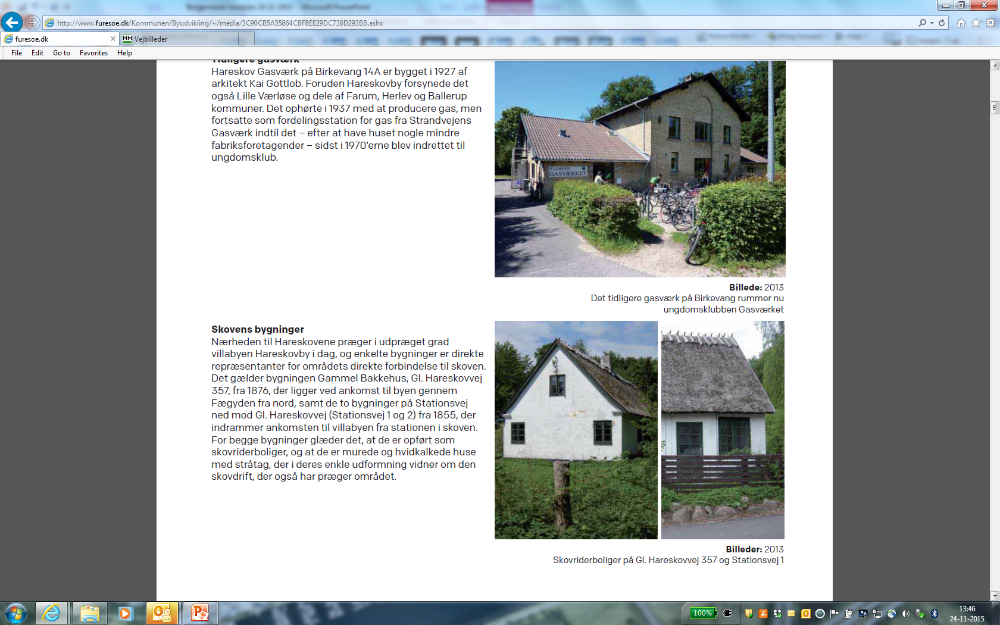 http://www.furesoe.dk/Kommunen/Byudvikling/~/media/3C90CB5A35864CBF8EE29DC738D293BB.ashx
furesoe.dk
HH Vejbilleder
File Edit Go to Favorites Help
Tidligere gasværk
Hareskov Gasværk på Birkevang 14A er bygget i 1927 af
arkitekt Kai Gottlob. Foruden Hareskovby forsynede det
også Lille Værløse og dele af Farum, Herlev og Ballerup
kommuner. Det ophørte i 1937 med at producere gas, men
fortsatte som fordelingsstation for gas fra Strandvejens
Gasværk indtil det – efter at have huset nogle mindre
fabriksforetagender – sidst i 1970'erne blev indrettet til
ungdomsklub.
KLUBBEN
GASVÆRKET
Billede: 2013
Det tidligere gasværk på Birkevang rummer nu
ungdomsklubben Gasværket
Skovens bygninger
Nærheden til Hareskovene præger i udpræget grad
villabyen Hareskovby i dag, og enkelte bygninger er direkte
repræsentanter for områdets direkte forbindelse til skoven.
Det gælder bygningen Gammel Bakkehus, Gl. Hareskovvej
357, fra 1876, der ligger ved ankomst til byen gennem
Fægyden fra nord, samt de to bygninger på Stationsvej
ned mod Gl. Hareskovvej (Stationsvej 1 og 2) fra 1855, der
indrammer ankomsten til villabyen fra stationen i skoven.
For begge bygninger glæder det, at de er opført som
skovriderboliger, og at de er murede og hvidkalkede huse
med stråtag, der i deres enkle udformning vidner om den
skovdrift, der også har præger området.
Billeder: 2013
Skovriderboliger på Gl. Hareskovvej 357 og Stationsvej 1
100%
13:46
24-11-2015